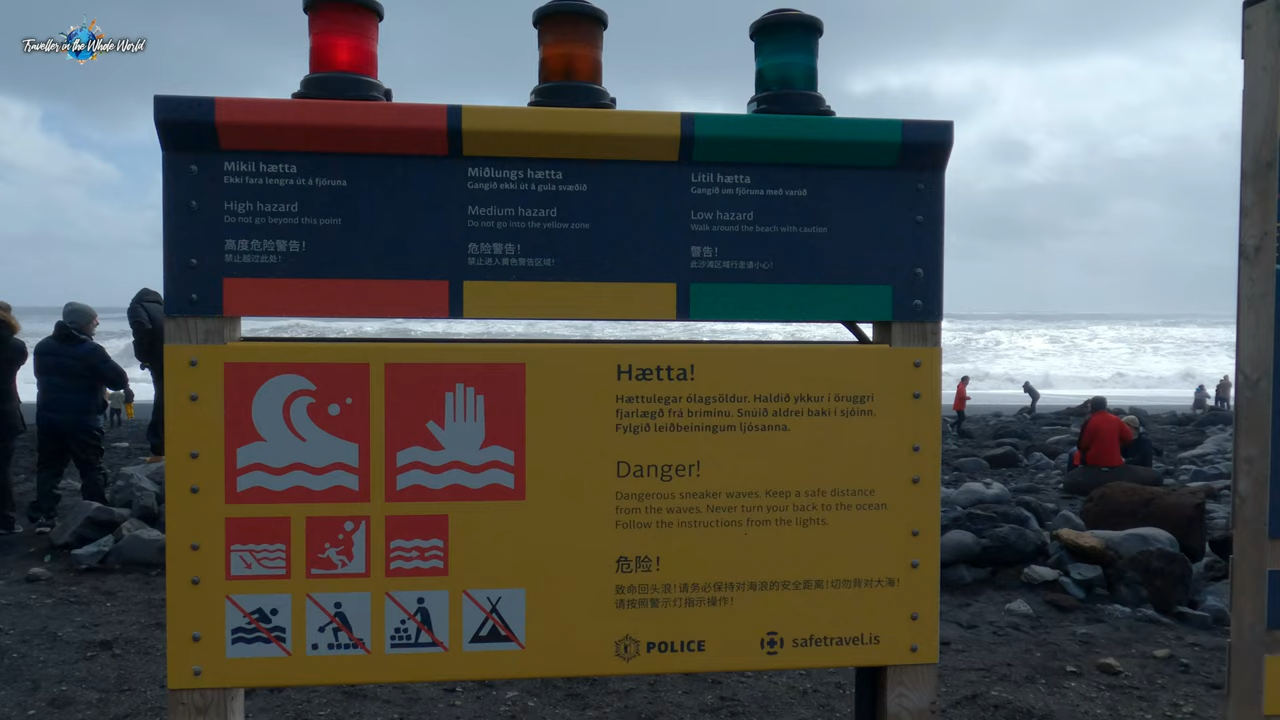 Traveller in the Whole World
Mikil hætta
Ekki fara lengra út á fjöruna
High hazard
Do not go beyond this point
高度危险警告！
禁止越过此处！
Miðlungs hætta
Gangið ekki út á gula svæðið
Medium hazard
Do not go into the yellow zone
危险警告！
禁止进入黄色警告区域！
Lítil hætta
Gangið um fjöruna með varúð
Low hazard
Walk around the beach with caution
警告！
此沙滩区域行走须小心！
Hætta!
Hættulegar ólagsöldur. Haldið ykkur í öruggri
fjarlægð frá briminu. Snúið aldrei baki í sjóinn.
Fylgið leiðbeiningum ljósanna.
Danger!
Dangerous sneaker waves. Keep a safe distance
from the waves. Never turn your back to the ocean.
Follow the instructions from the lights.
危险！
致命回头浪！请务必保持对海浪的安全距离！切勿背对大海！
请按照警示灯指示操作！
POLICE
safetravel.is